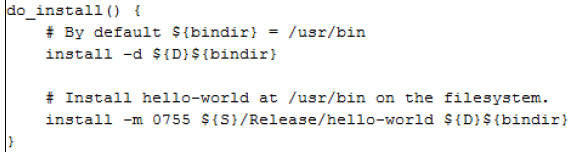 do_install() {
    # By default ${bindir} = /usr/bin
    install -d ${D}${bindir}

    # Install hello-world at /usr/bin on the filesystem.
    install -m 0755 ${S}/Release/hello-world ${D}${bindir}
}